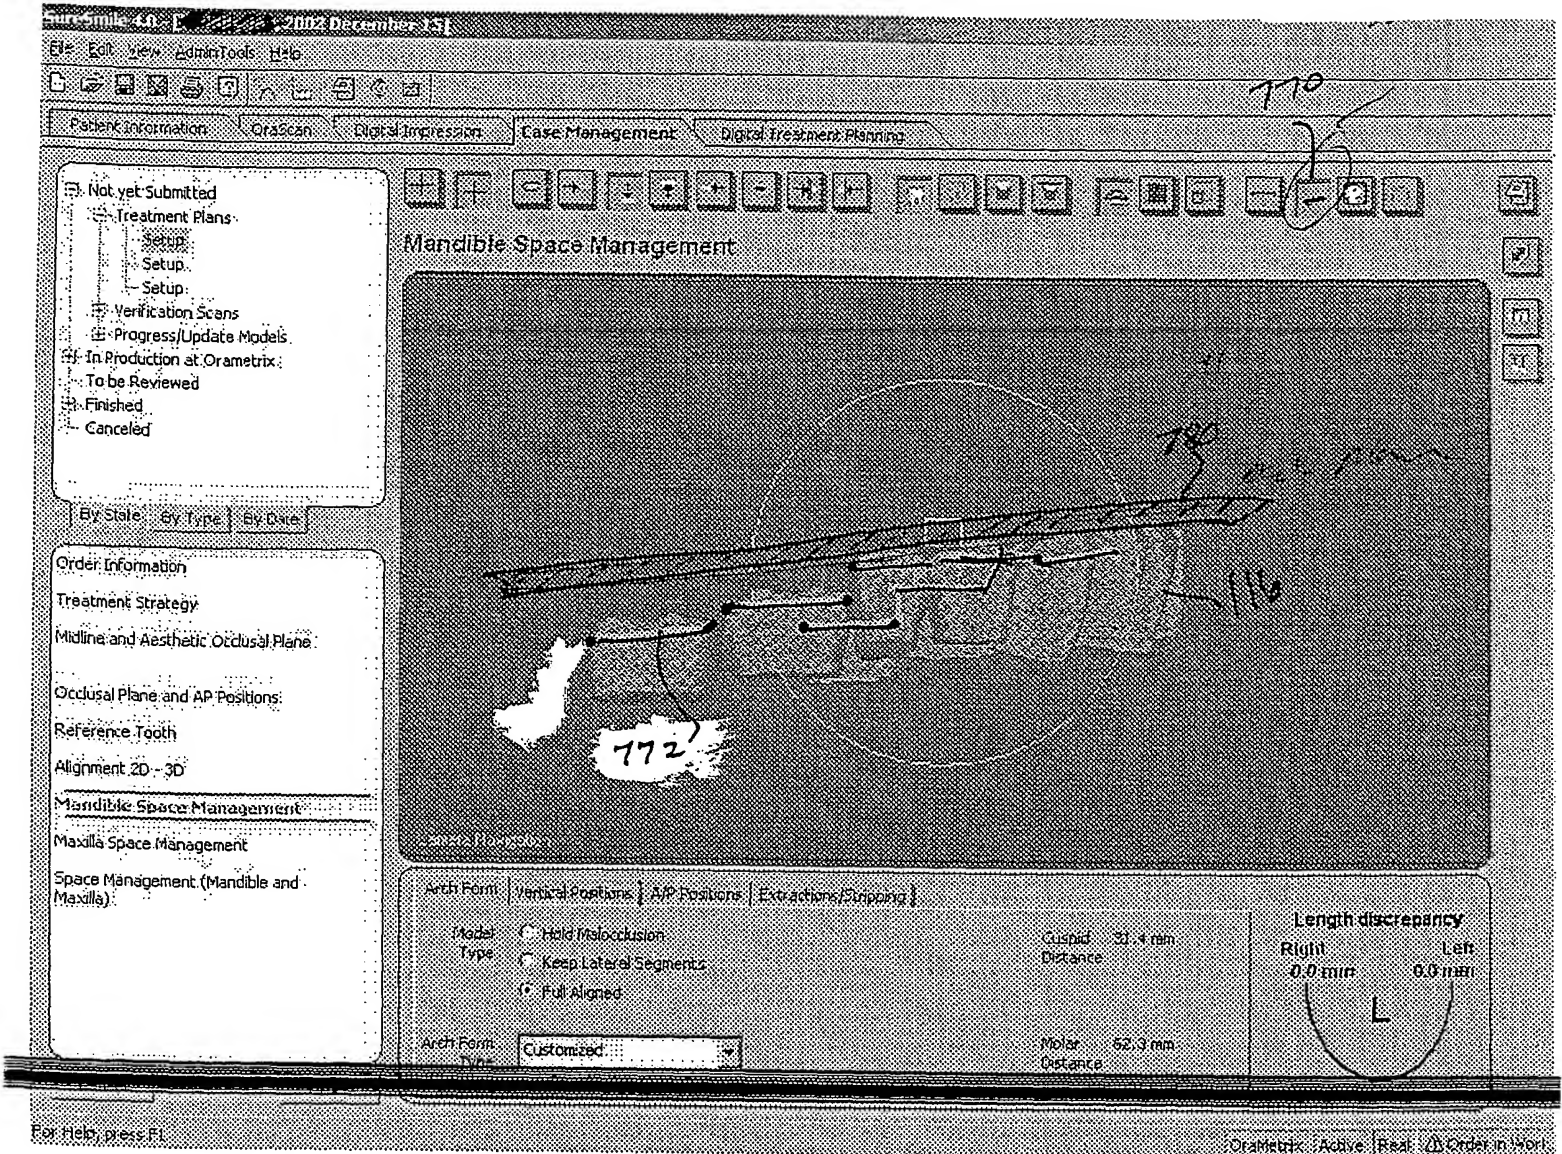 SureSmile 4.0. [ 2002 December 15]
File Edit View AdminTools Help
770
Patient Information OraScan Digital Impression Case Management Digital Treatment Planning
Not yet Submitted
Treatment Plans
Setup
Setup
Setup
Verification Scans
Progress/Update Models
In Production at Orametrix
To be Reviewed
Finished
Canceled
By State By Type By Date
Mandible Space Management
780
116
772
Order Information
Treatment Strategy
Midline and Aesthetic Occlusal Plane
Occlusal Plane and AP Positions
Reference Tooth
Alignment 2D - 3D
Mandible Space Management
Maxilla Space Management
Space Management (Mandible and
Maxilla)
Arch Form Vertical Positions A/P Positions Extractions/Stripping
Model
Type
Hold Malocclusion
Keep Lateral Segments
Full Aligned
Cuspid 31.4 mm
Distance
Arch Form
Type
Customized
Molar 62.3 mm
Distance
Length discrepancy
Right Left
0.0 mm 0.0 mm
L
For Help, press F1
OraMetrix Active Real Order in Work